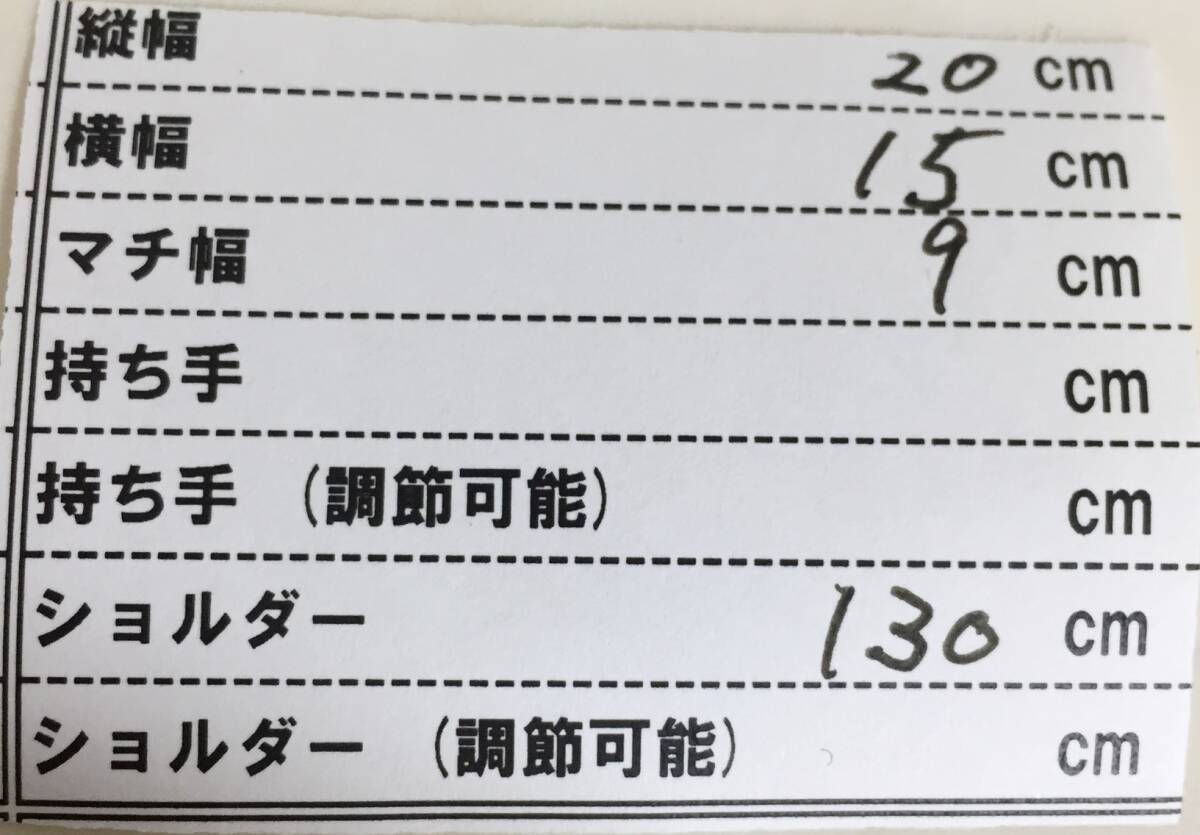 縦幅 20 cm
横幅 15 cm
マチ幅 9 cm
持ち手 cm
持ち手 (調節可能) cm
ショルダー 130 cm
ショルダー (調節可能) cm